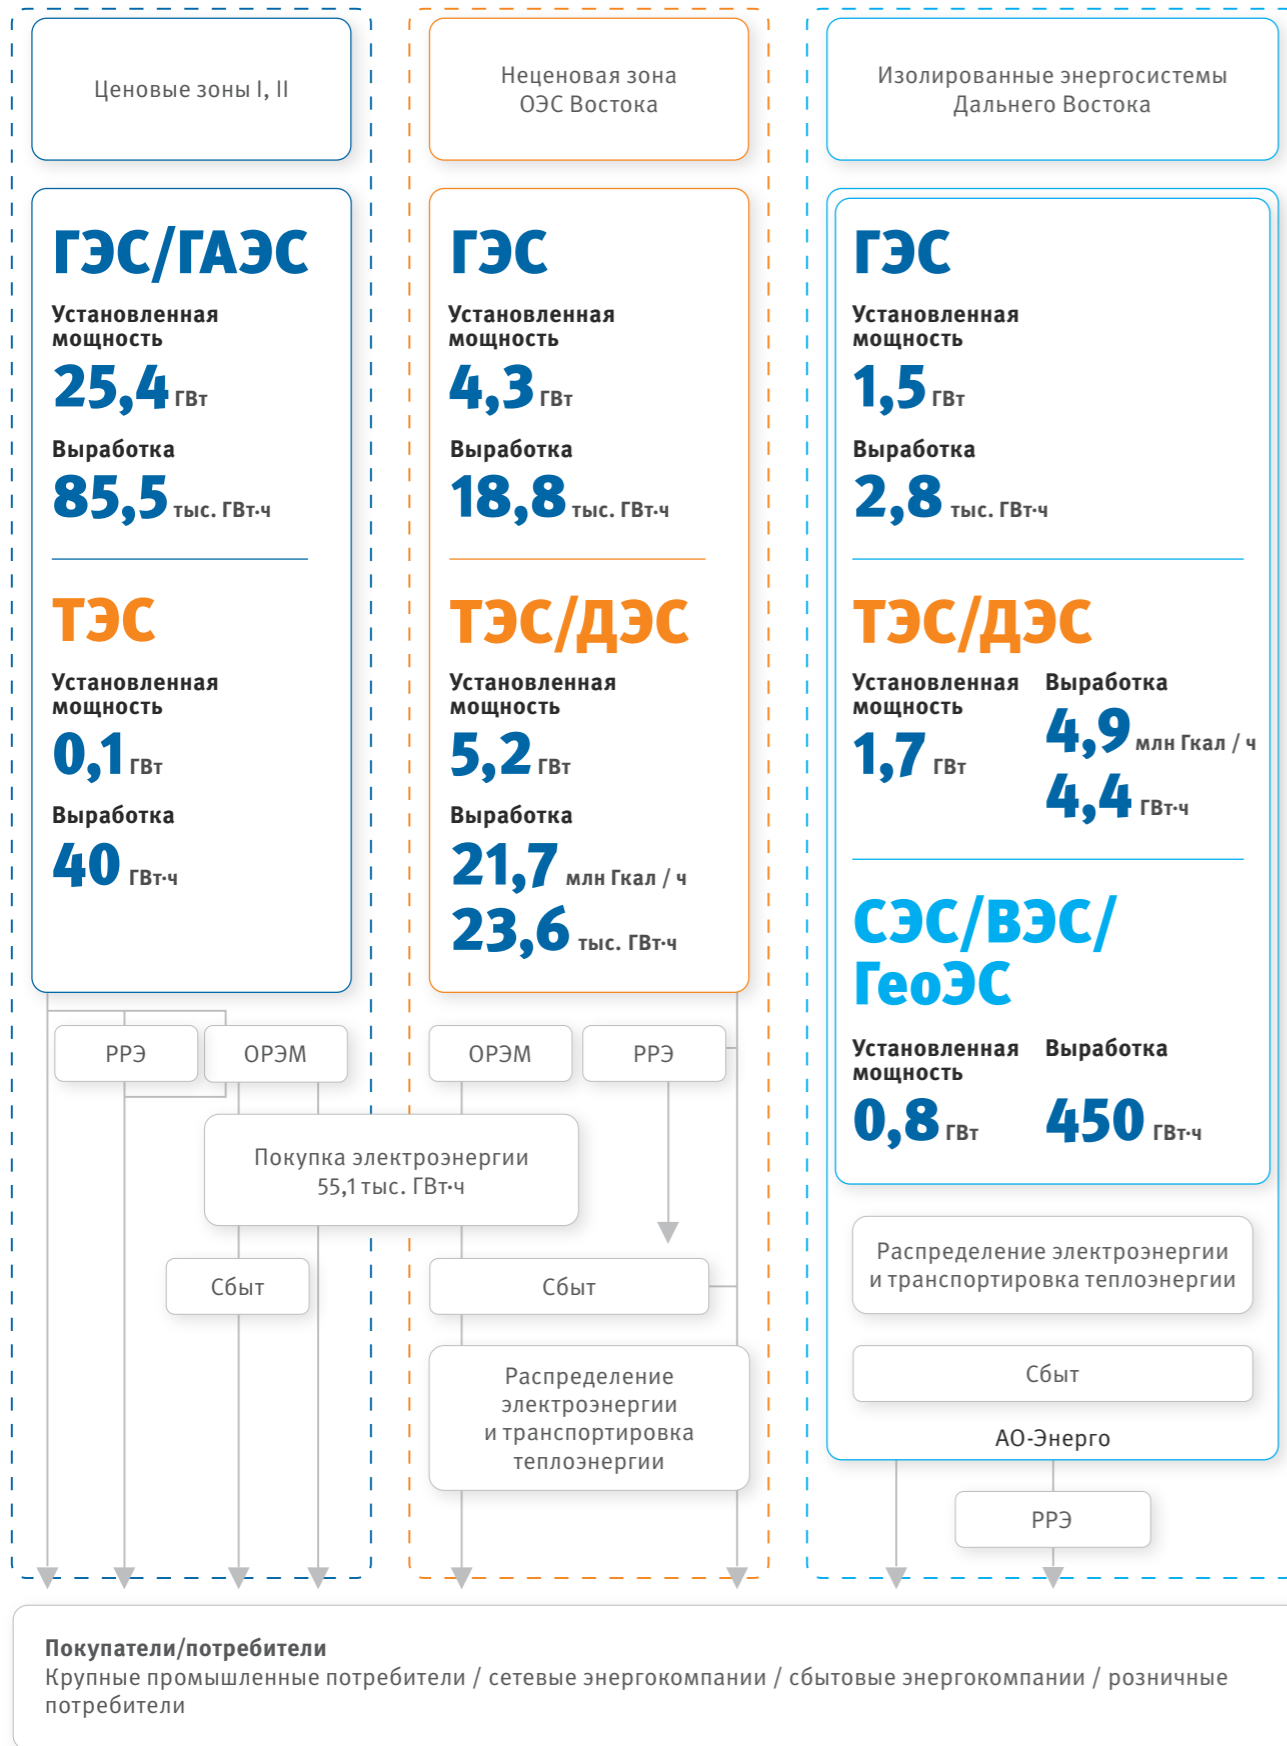 Ценовые зоны I, II
ГЭС/ГАЭС
Установленная
мощность
25,4 ГВт
Выработка
85,5 тыс. ГВт·ч
ТЭС
Установленная
мощность
0,1 ГВт
Выработка
40 ГВт·ч
РРЭ
ОРЭМ
Неценовая зона
ОЭС Востока
ГЭС
Установленная
мощность
4,3 ГВт
Выработка
18,8 тыс. ГВт·ч
ТЭС/ДЭС
Установленная
мощность
5,2 ГВт
Выработка
21,7 млн Гкал / ч
23,6 тыс. ГВт·ч
ОРЭМ
РРЭ
Покупка электроэнергии
55,1 тыс. ГВт·ч
Сбыт
Сбыт
Распределение
электроэнергии
и транспортировка
теплоэнергии
Изолированные энергосистемы
Дальнего Востока
ГЭС
Установленная
мощность
1,5 ГВт
Выработка
2,8 тыс. ГВт·ч
ТЭС/ДЭС
Установленная
мощность
1,7 ГВт
Выработка
4,9 млн Гкал / ч
4,4 ГВт·ч
СЭС/ВЭС/
ГеоЭС
Установленная
мощность
0,8 ГВт
Выработка
450 ГВт·ч
Распределение электроэнергии
и транспортировка теплоэнергии
Сбыт
АО-Энерго
РРЭ
Покупатели/потребители
Крупные промышленные потребители / сетевые энергокомпании / сбытовые энергокомпании / розничные
потребители